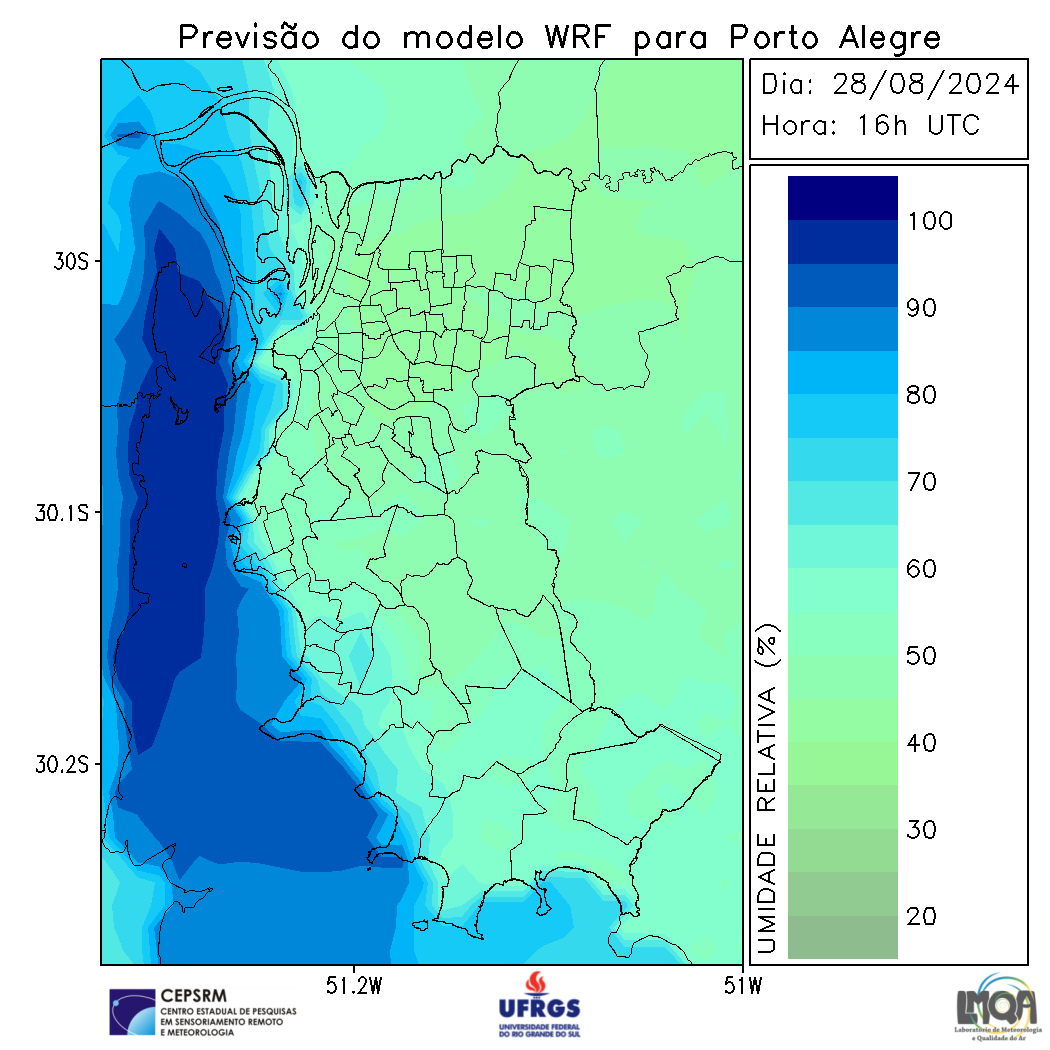 Previsão do modelo WRF para Porto Alegre
Dia: 28/08/2024
Hora: 16h UTC
30S
30.1S
30.2S
51.2W
51W
UMIDADE RELATIVA (%)
100
90
80
70
60
50
40
30
20
CEPSRM
CENTRO ESTADUAL DE PESQUISAS
EM SENSORIAMENTO REMOTO
E METEOROLOGIA
UFRGS
UNIVERSIDADE FEDERAL
DO RIO GRANDE DO SUL
LMQA
Laboratório de Meteorologia
e Qualidade do Ar